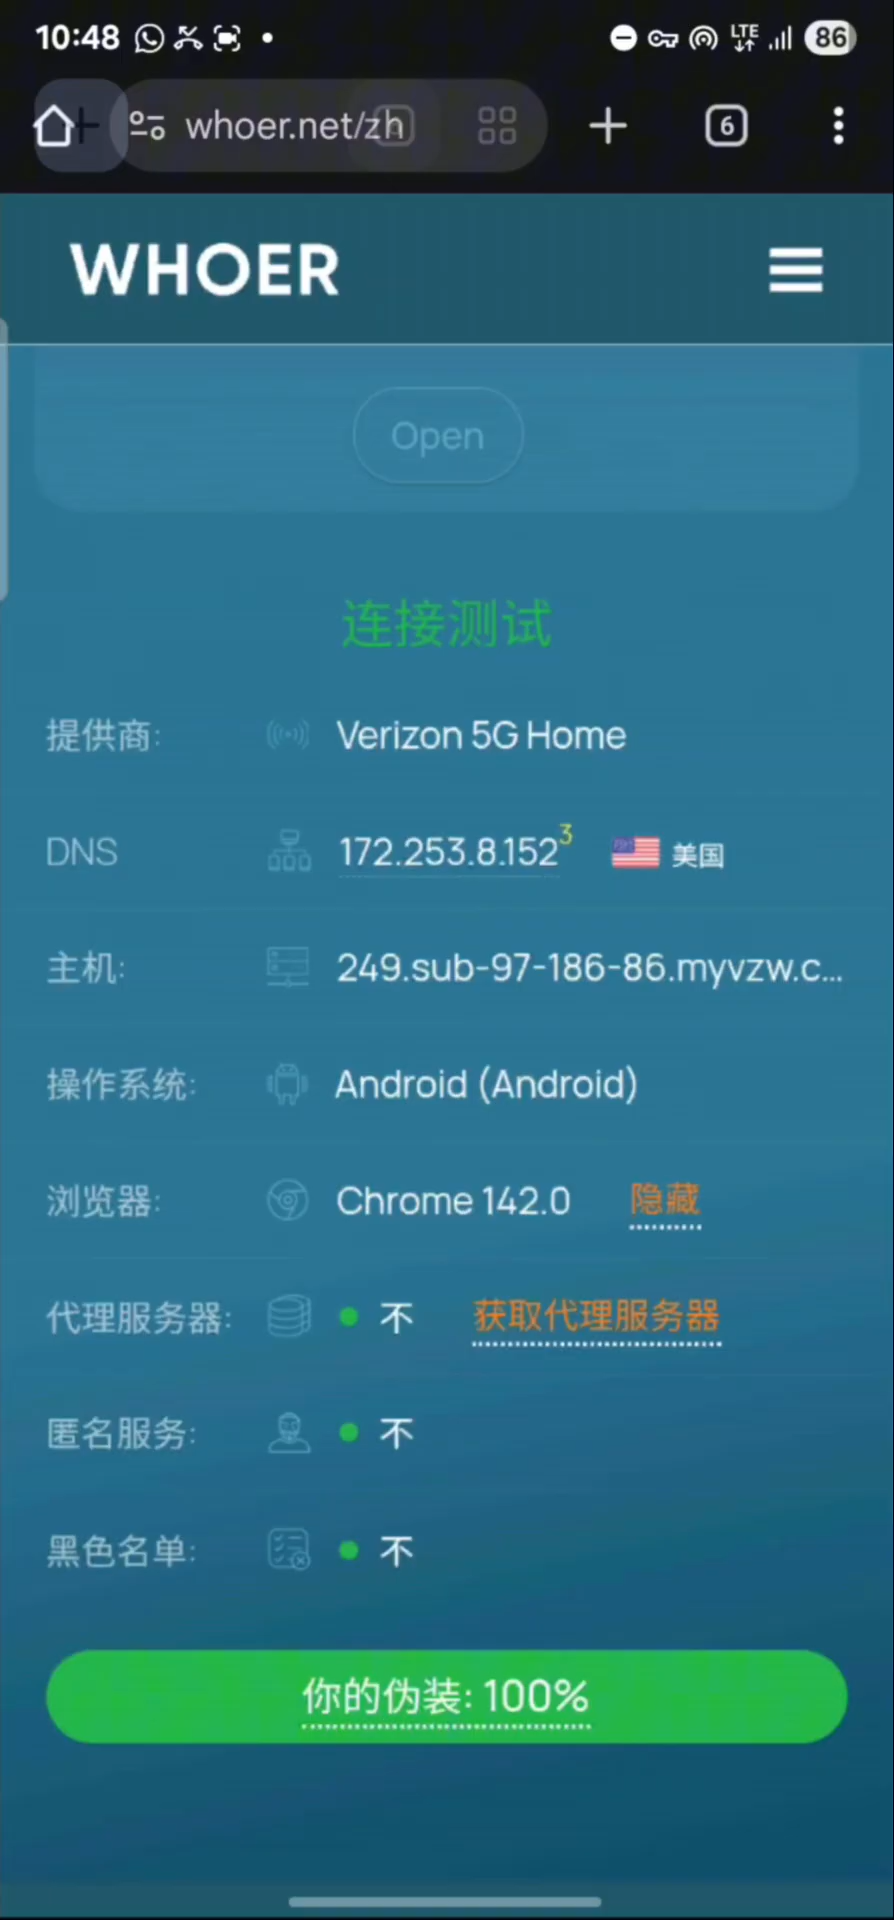 10:48
LTE
86
whoer.net/zh
6
WHOER
Open
连接测试
提供商: Verizon 5G Home
DNS 172.253.8.152 3 美国
主机: 249.sub-97-186-86.myvzw.c...
操作系统: Android (Android)
浏览器: Chrome 142.0 隐藏
代理服务器: 不 获取代理服务器
匿名服务: 不
黑色名单: 不
你的伪装: 100%